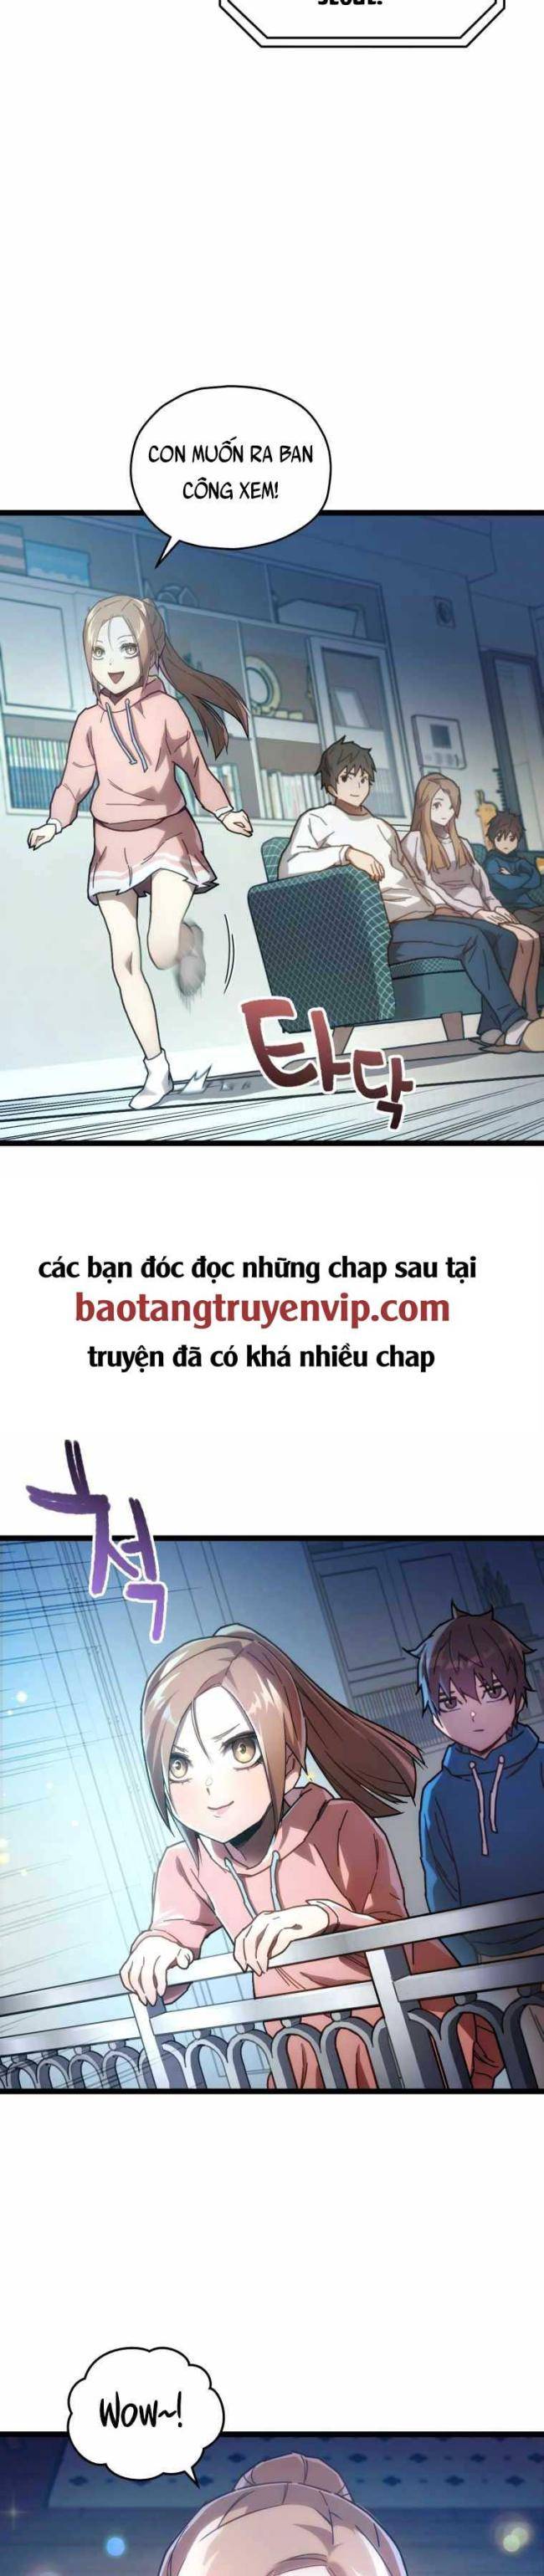 SEOUL.
CON MUỐN RA BAN
CÔNG XEM!
타닥
các bạn đóc đọc những chap sau tại
baotangtruyenvip.com
truyện đã có khá nhiều chap
척
WOW~!